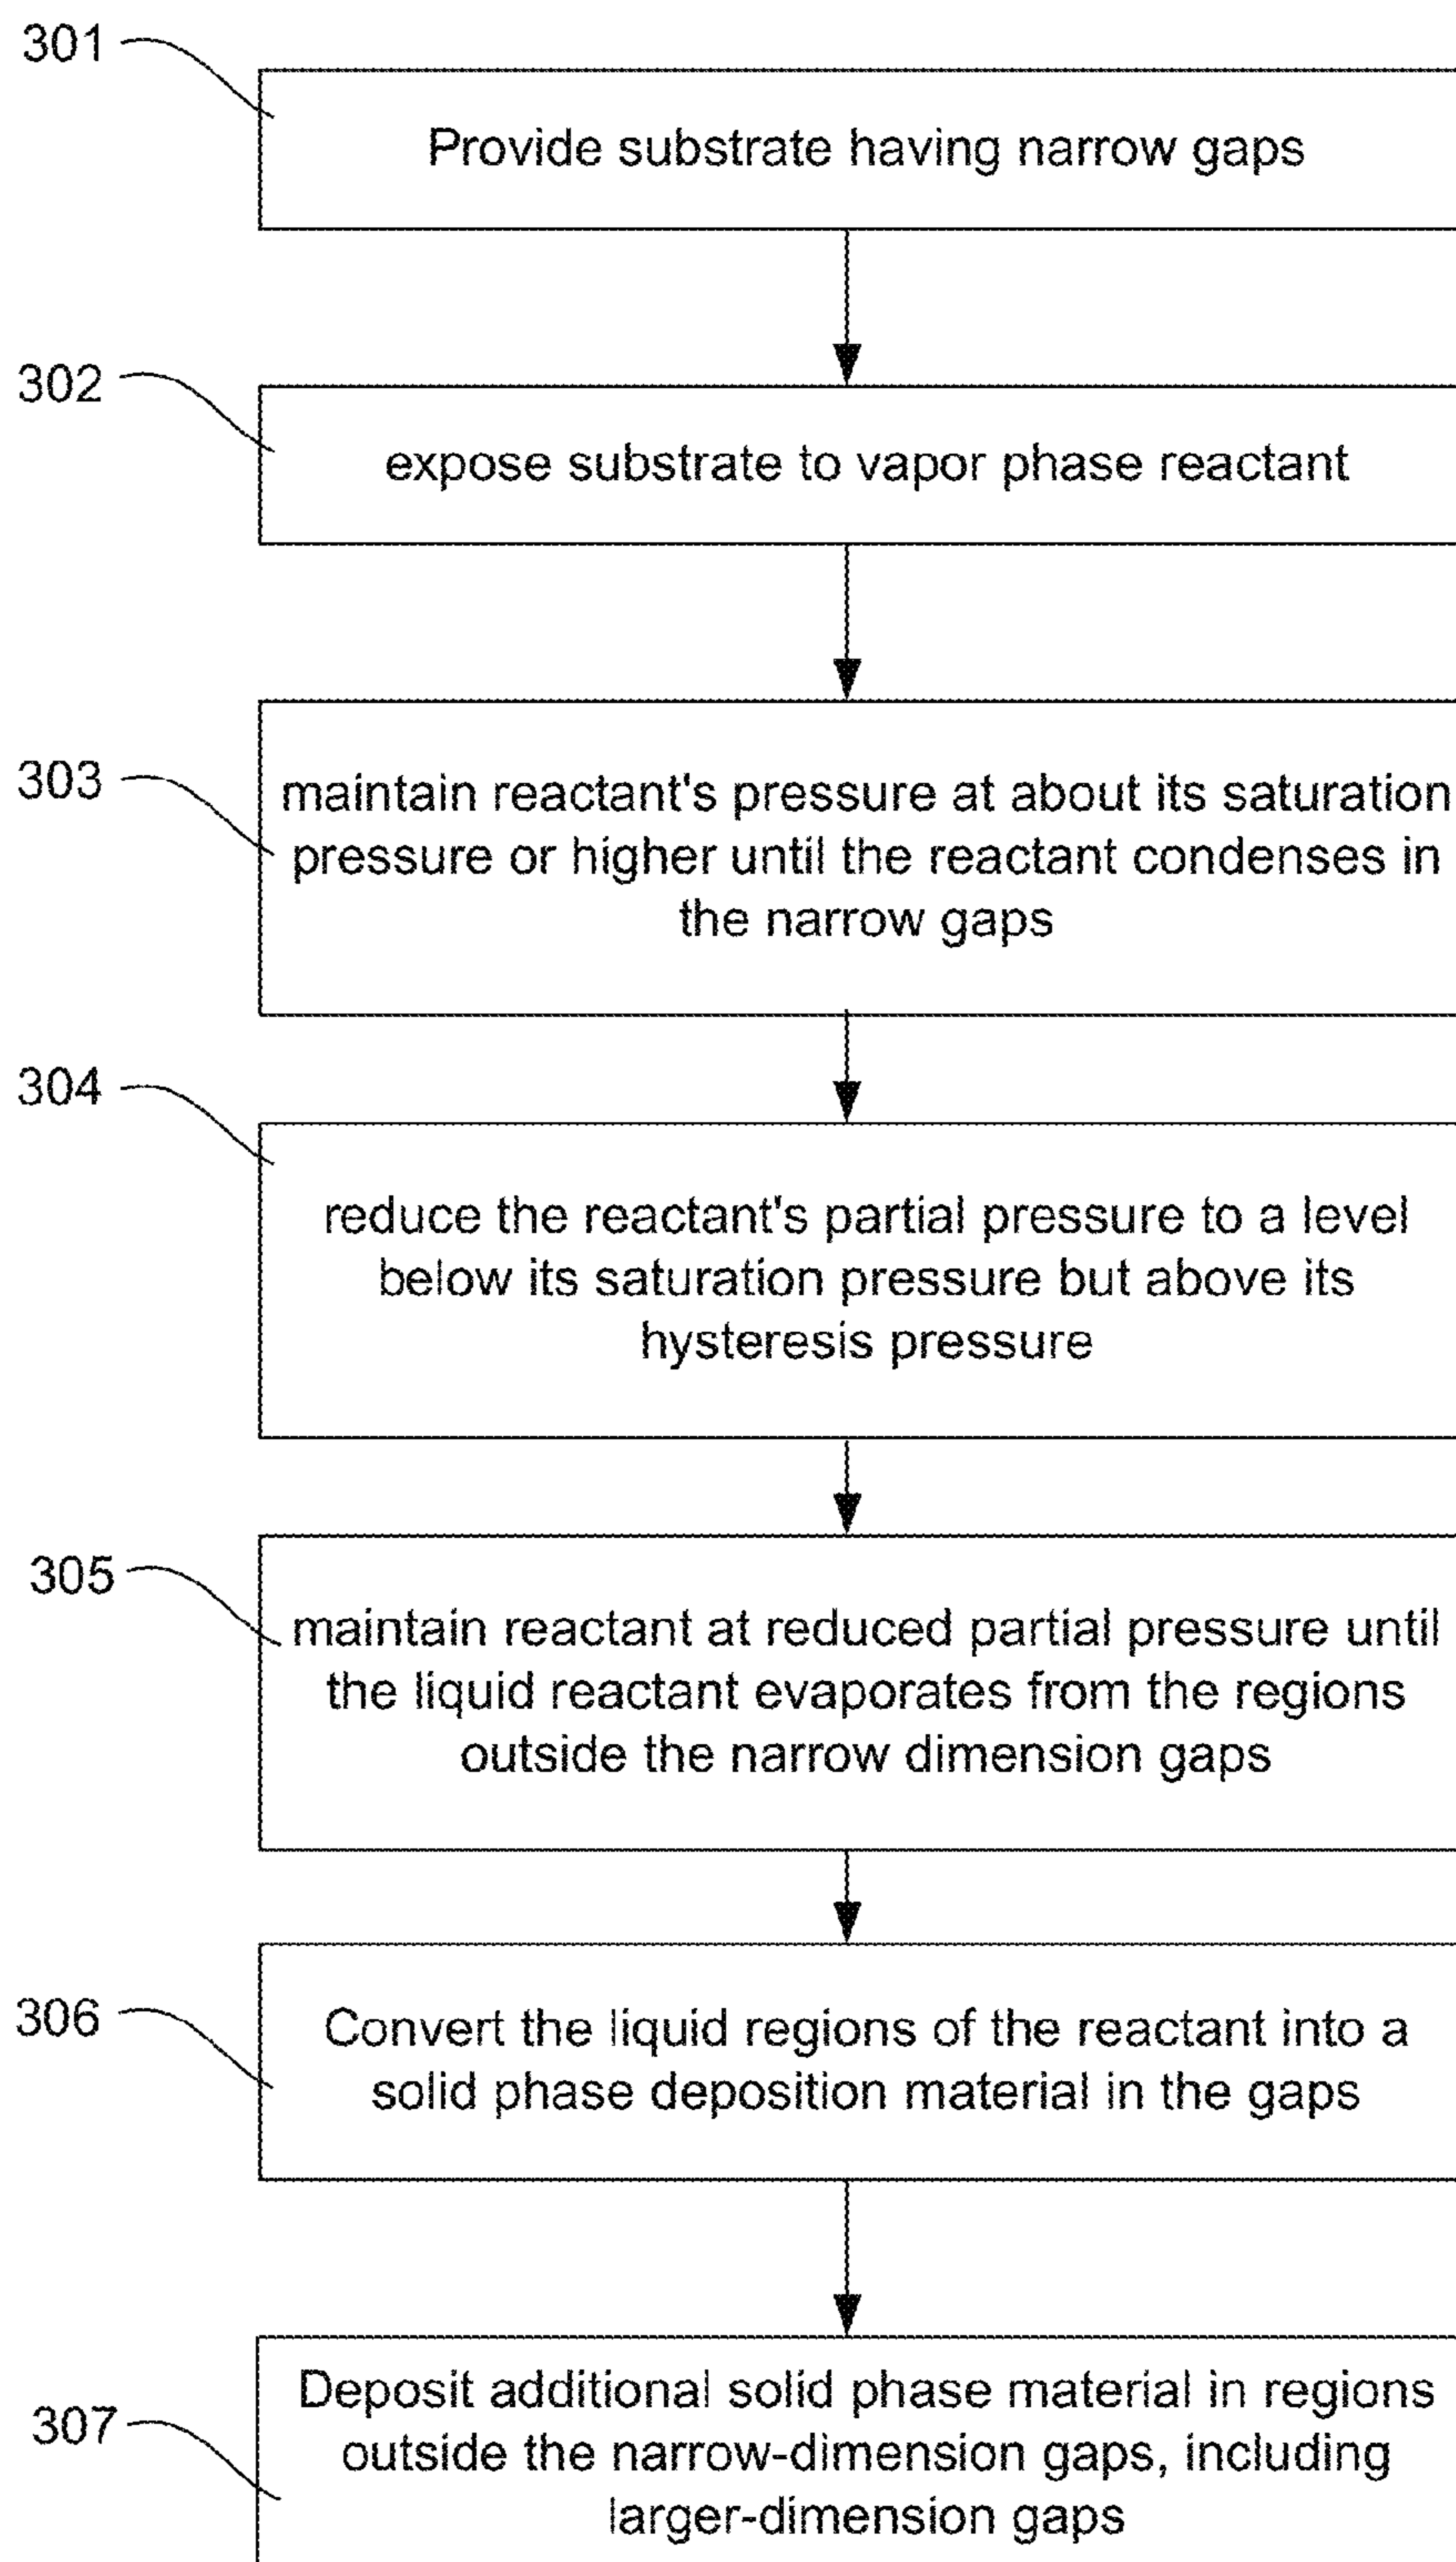 301
Provide substrate having narrow gaps
302
expose substrate to vapor phase reactant
303
maintain reactant's pressure at about its saturation
pressure or higher until the reactant condenses in
the narrow gaps
304
reduce the reactant's partial pressure to a level
below its saturation pressure but above its
hysteresis pressure
305
maintain reactant at reduced partial pressure until
the liquid reactant evaporates from the regions
outside the narrow dimension gaps
306
Convert the liquid regions of the reactant into a
solid phase deposition material in the gaps
307
Deposit additional solid phase material in regions
outside the narrow-dimension gaps, including
larger-dimension gaps